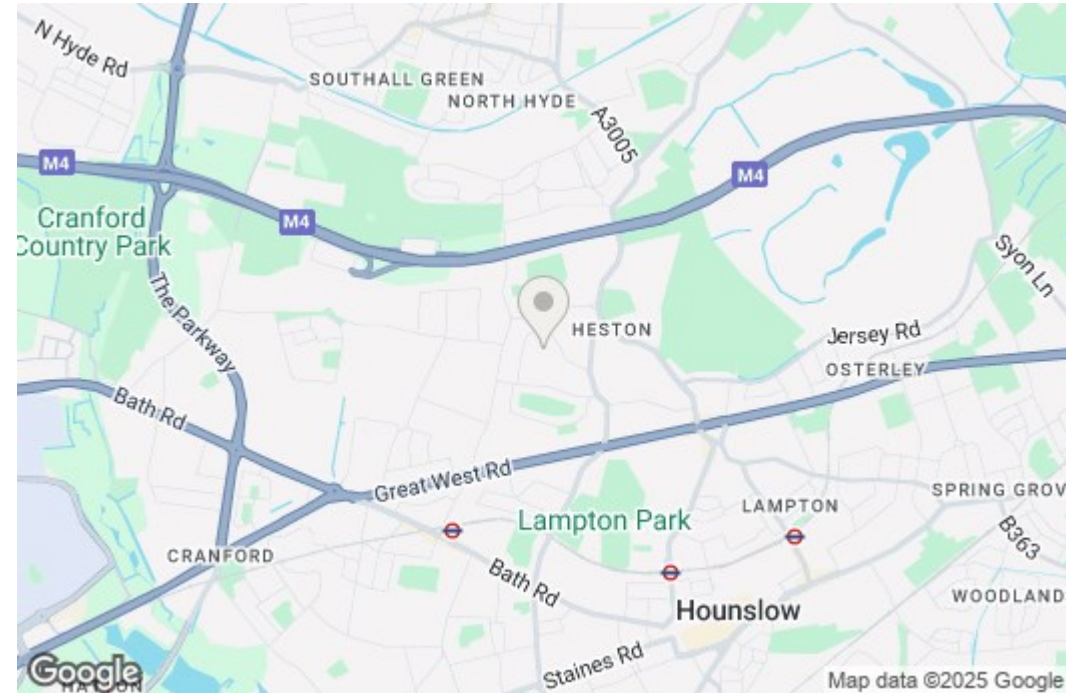 N Hyde Rd
SOUTHALL GREEN
NORTH HYDE
A3005
M4
M4
M4
Cranford
Country Park
Syon Ln
The Parkway
HESTON
Jersey Rd
OSTERLEY
Bath Rd
Great West Rd
SPRING GROV
LAMPTON
Lampton Park
B363
CRANFORD
Bath Rd
WOODLAND
Hounslow
Staines Rd
Google
Map data ©2025 Google